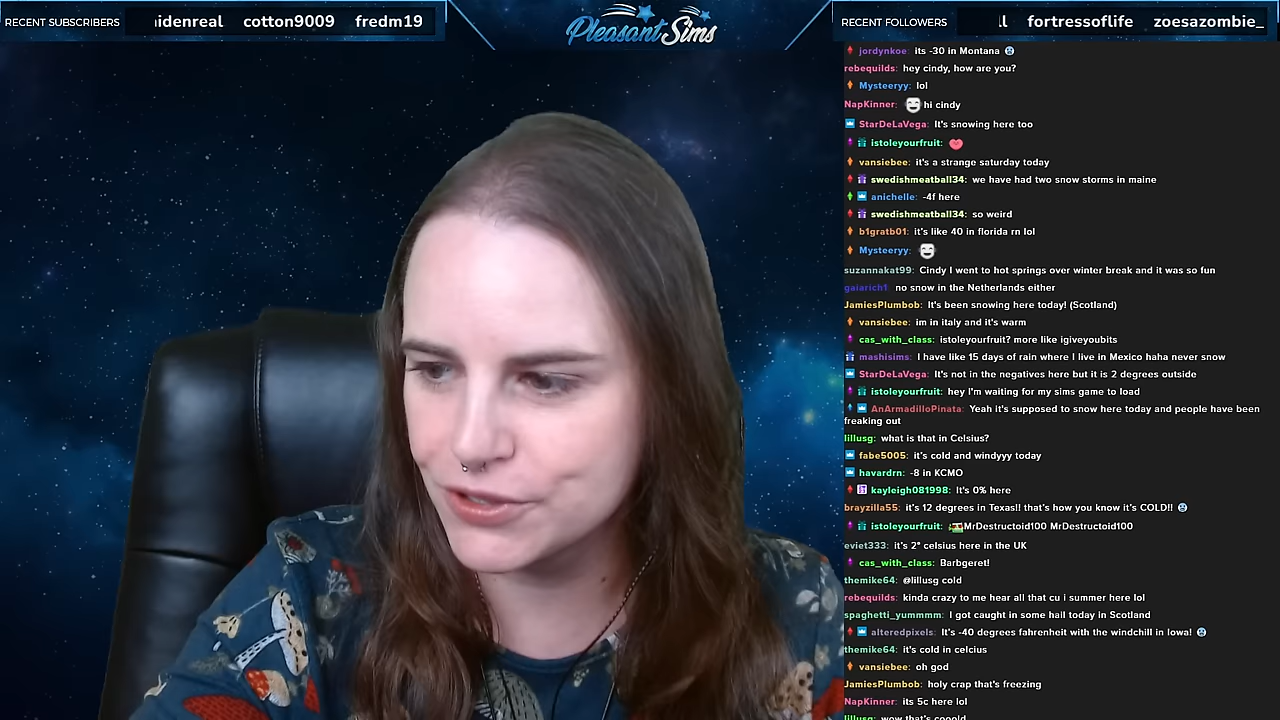 RECENT SUBSCRIBERS
idenreal cotton9009 fredm19
Pleasant Sims
RECENT FOLLOWERS
fortressoflife zoesazombie_
jordynkoe: its -30 in Montana
rebequilds: hey cindy, how are you?
Mysteeryy: lol
NapKinner: hi cindy
StarDeLaVega: It's snowing here too
istoleyourfruit:
vansiebee: it's a strange saturday today
swedishmeatball34: we have had two snow storms in maine
anichelle: -4f here
swedishmeatball34: so weird
b1gratb01: it's like 40 in florida rn lol
Mysteeryy:
suzannakat99: Cindy I went to hot springs over winter break and it was so fun
gaiarich1: no snow in the Netherlands either
JamiesPlumbob: It's been snowing here today! (Scotland)
vansiebee: im in italy and it's warm
cas_with_class: istoleyourfruit? more like igiveyoubits
mashisims: I have like 15 days of rain where I live in Mexico haha never snow
StarDeLaVega: It's not in the negatives here but it is 2 degrees outside
istoleyourfruit: hey I'm waiting for my sims game to load
AnArmadilloPinata: Yeah it's supposed to snow here today and people have been
freaking out
lillusg: what is that in Celsius?
fabe5005: it's cold and windyyy today
havardrn: -8 in KCMO
kayleigh081998: It's 0% here
brayzilla55: it's 12 degrees in Texas!! that's how you know it's COLD!!
istoleyourfruit: MrDestructoid100 MrDestructoid100
eviet333: it's 2° celsius here in the UK
cas_with_class: Barbgeret!
themike64: @lillusg cold
rebequilds: kinda crazy to me hear all that cu i summer here lol
spaghetti_yummmm: I got caught in some hail today in Scotland
alteredpixels: It's -40 degrees fahrenheit with the windchill in Iowa!
themike64: it's cold in celcius
vansiebee: oh god
JamiesPlumbob: holy crap that's freezing
NapKinner: its 5c here lol
lillusg: wow that's cooold